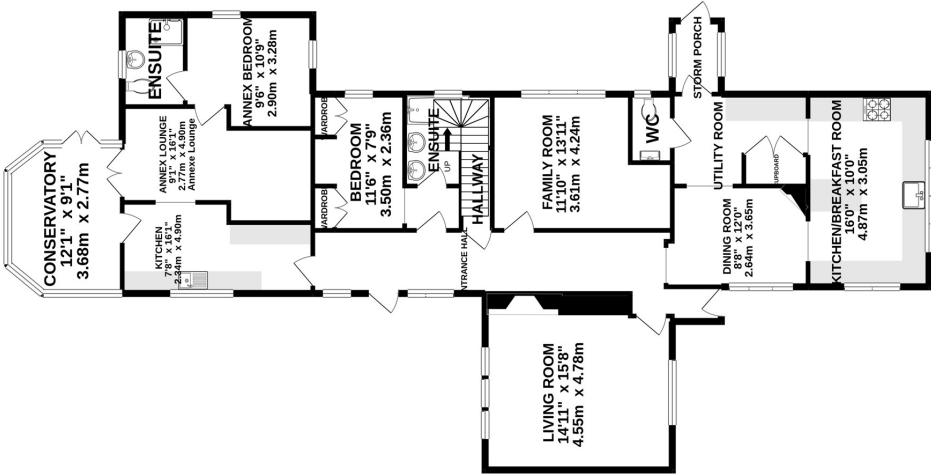 ENSUITE
ANNEX BEDROOM
9'6" x 10'9"
2.90m x 3.28m
STORM PORCH
CONSERVATORY
12'1" x 9'1"
3.68m x 2.77m
ANNEX LOUNGE
9'1" x 16'1"
2.77m x 4.90m
Annexe Lounge
WARDROB
BEDROOM
11'6" x 7'9"
3.50m x 2.36m
WARDROB
ENSUITE
UP
HALLWAY
FAMILY ROOM
11'10" x 13'11"
3.61m x 4.24m
WC
UTILITY ROOM
UPBOARD
KITCHEN/BREAKFAST ROOM
16'0" x 10'0"
4.87m x 3.05m
KITCHEN
7'8" x 16'1"
2.34m x 4.90m
NTRANCE HALL
DINING ROOM
8'8" x 12'0"
2.64m x 3.65m
LIVING ROOM
14'11" x 15'8"
4.55m x 4.78m